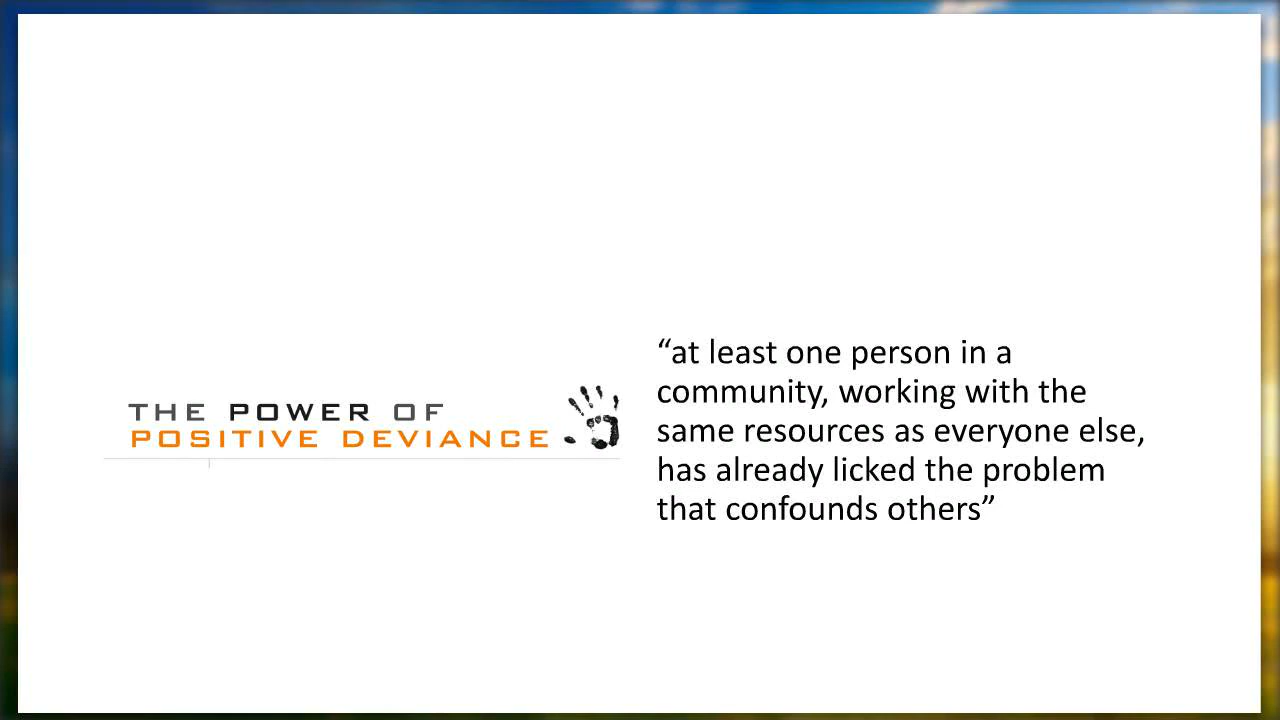 THE POWER OF
POSITIVE DEVIANCE
“at least one person in a
community, working with the
same resources as everyone else,
has already licked the problem
that confounds others”